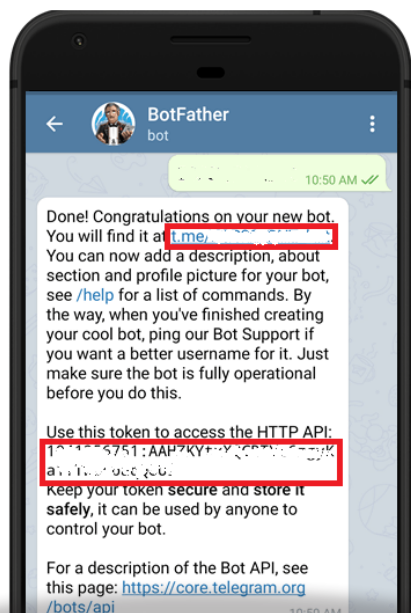 BotFather
bot
10:50 AM
Done! Congratulations on your new bot.
You will find it at t.me/
You can now add a description, about
section and profile picture for your bot,
see /help for a list of commands. By
the way, when you've finished creating
your cool bot, ping our Bot Support if
you want a better username for it. Just
make sure the bot is fully operational
before you do this.
Use this token to access the HTTP API:
Keep your token secure and store it
safely, it can be used by anyone to
control your bot.
For a description of the Bot API, see
this page: https://core.telegram.org
/bots/api
10:50 AM